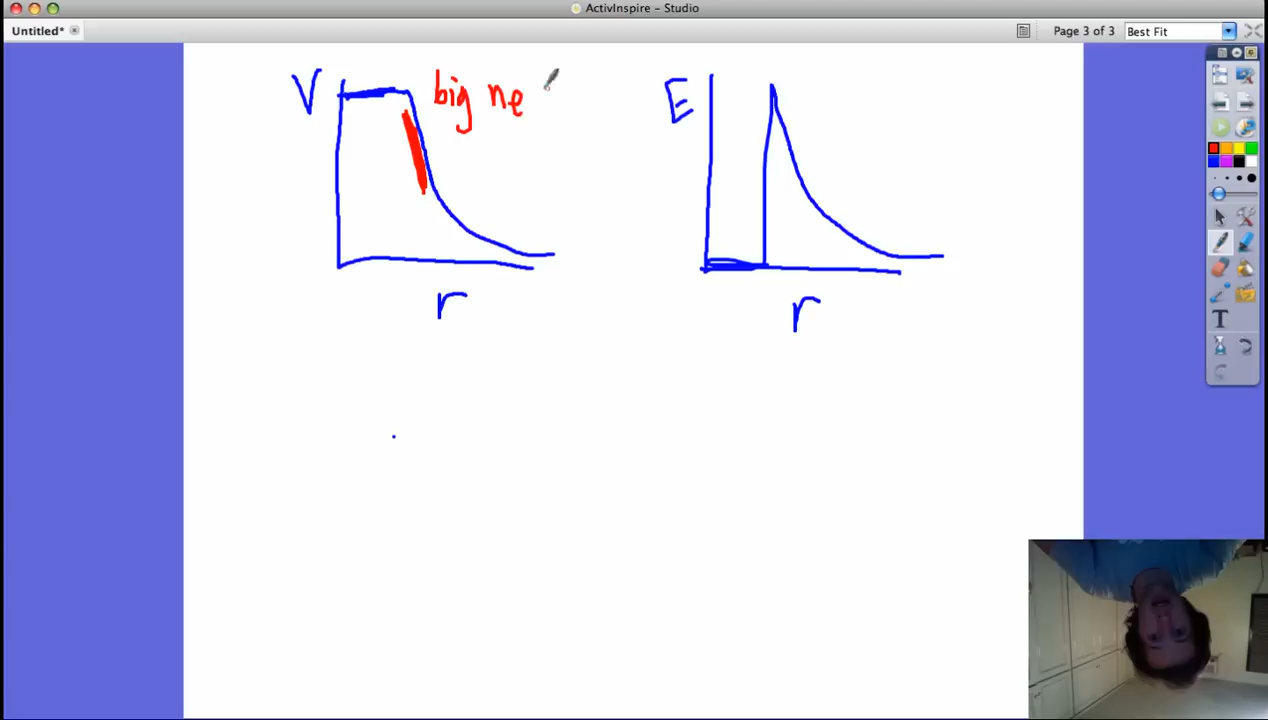 ActivInspire – Studio
Untitled*
Page 3 of 3
Best Fit
V
big ne
E
r
r
T